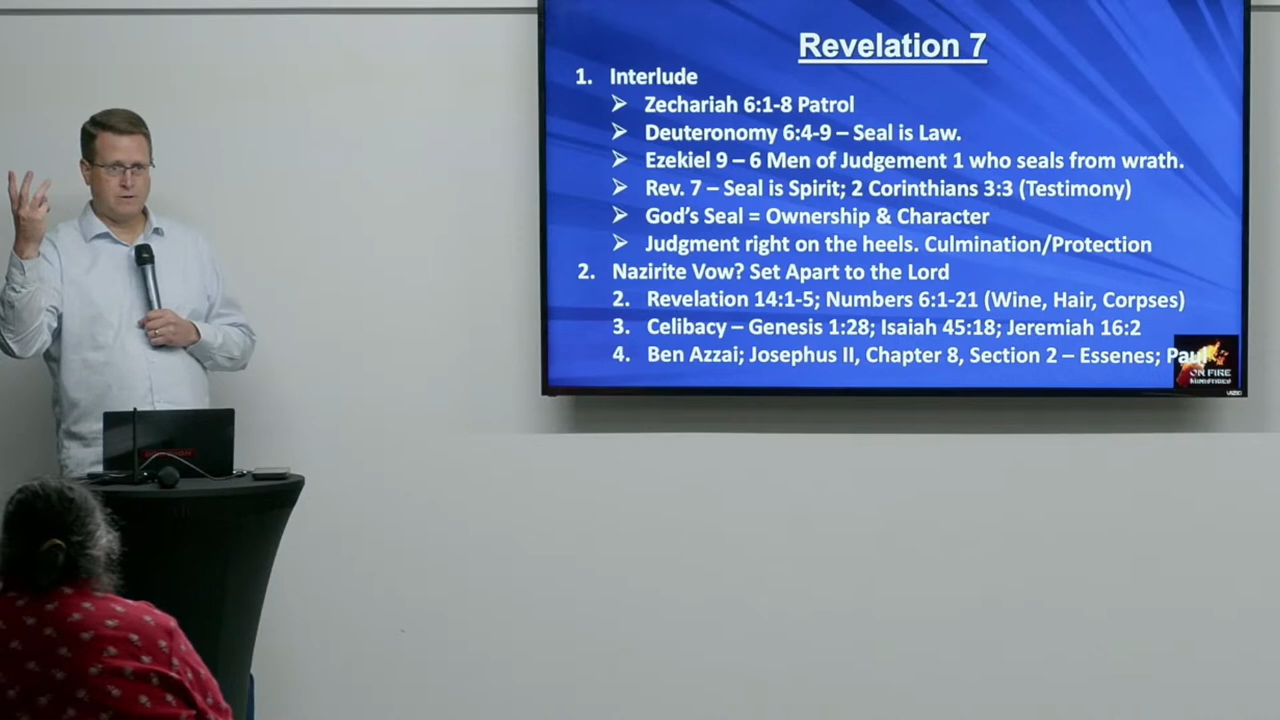 Revelation 7
1. Interlude
➢ Zechariah 6:1-8 Patrol
➢ Deuteronomy 6:4-9 – Seal is Law.
➢ Ezekiel 9 – 6 Men of Judgement 1 who seals from wrath.
➢ Rev. 7 – Seal is Spirit; 2 Corinthians 3:3 (Testimony)
➢ God's Seal = Ownership & Character
➢ Judgment right on the heels. Culmination/Protection
2. Nazirite Vow? Set Apart to the Lord
2. Revelation 14:1-5; Numbers 6:1-21 (Wine, Hair, Corpses)
3. Celibacy – Genesis 1:28; Isaiah 45:18; Jeremiah 16:2
4. Ben Azzai; Josephus II, Chapter 8, Section 2 – Essenes; Paul
ON FIRE
MINISTRIES
VIZIO